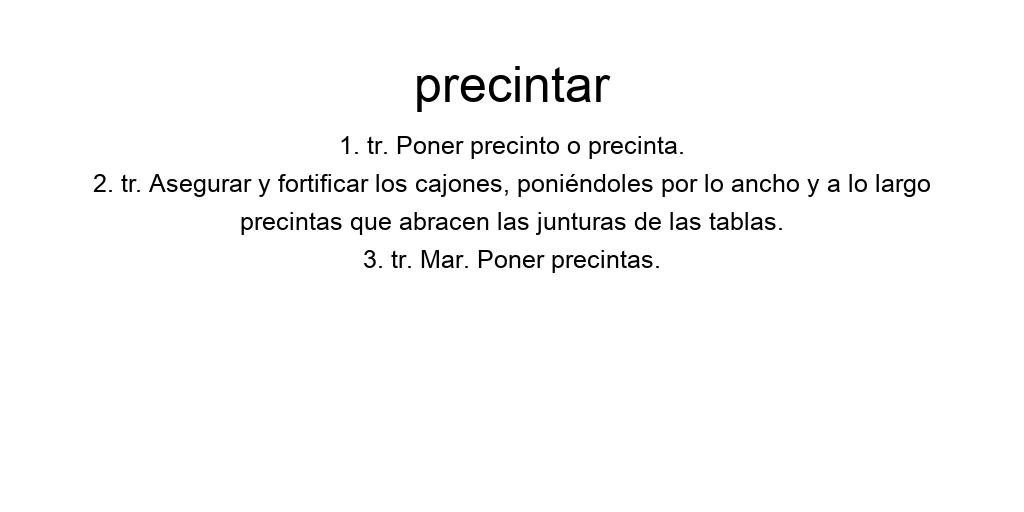 precintar
1. tr. Poner precinto o precinta.
2. tr. Asegurar y fortificar los cajones, poniéndoles por lo ancho y a lo largo
precintas que abracen las junturas de las tablas.
3. tr. Mar. Poner precintas.